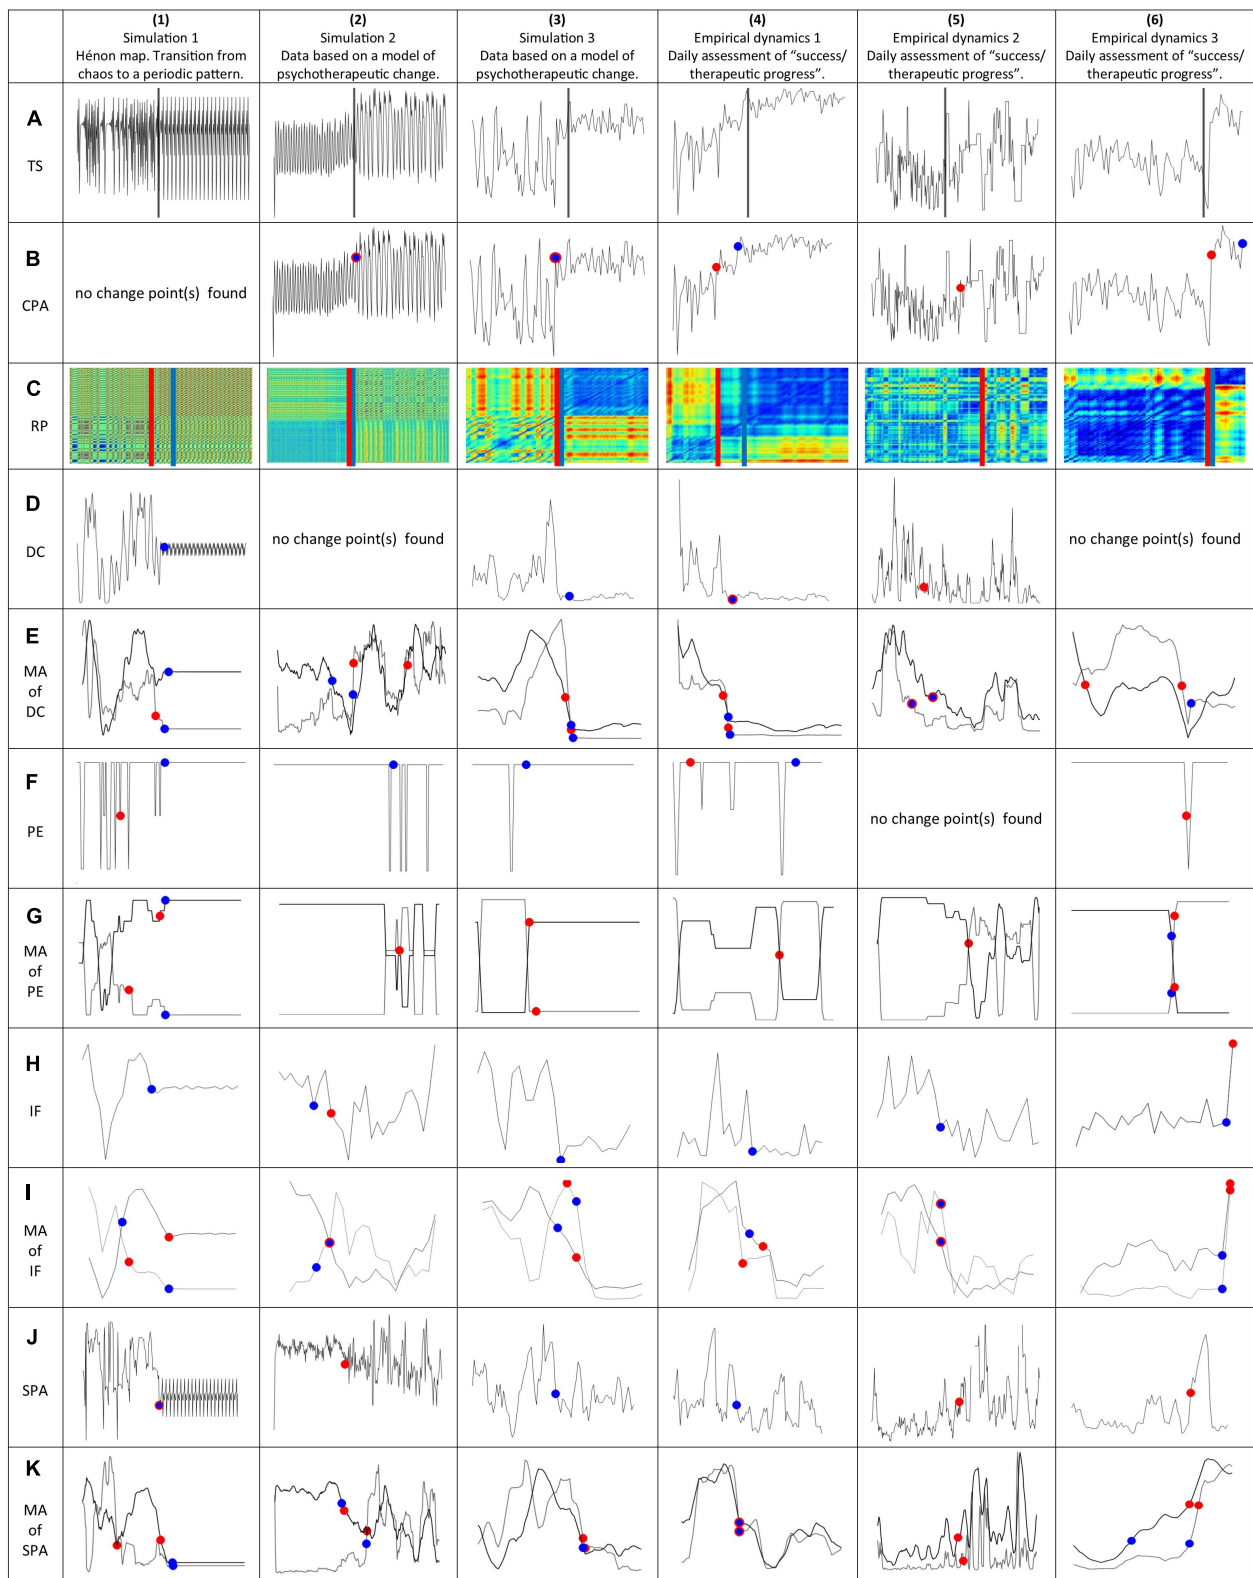 (1)
Simulation 1
Hénon map. Transition from
chaos to a periodic pattern.
(2)
Simulation 2
Data based on a model of
psychotherapeutic change.
(3)
Simulation 3
Data based on a model of
psychotherapeutic change.
(4)
Empirical dynamics 1
Daily assessment of “success/
therapeutic progress”.
(5)
Empirical dynamics 2
Daily assessment of “success/
therapeutic progress”.
(6)
Empirical dynamics 3
Daily assessment of “success/
therapeutic progress”.
A
TS
B
CPA
no change point(s) found
C
RP
D
DC
no change point(s) found
no change point(s) found
E
MA
of
DC
F
PE
no change point(s) found
G
MA
of
PE
H
IF
I
MA
of
IF
J
SPA
K
MA
of
SPA